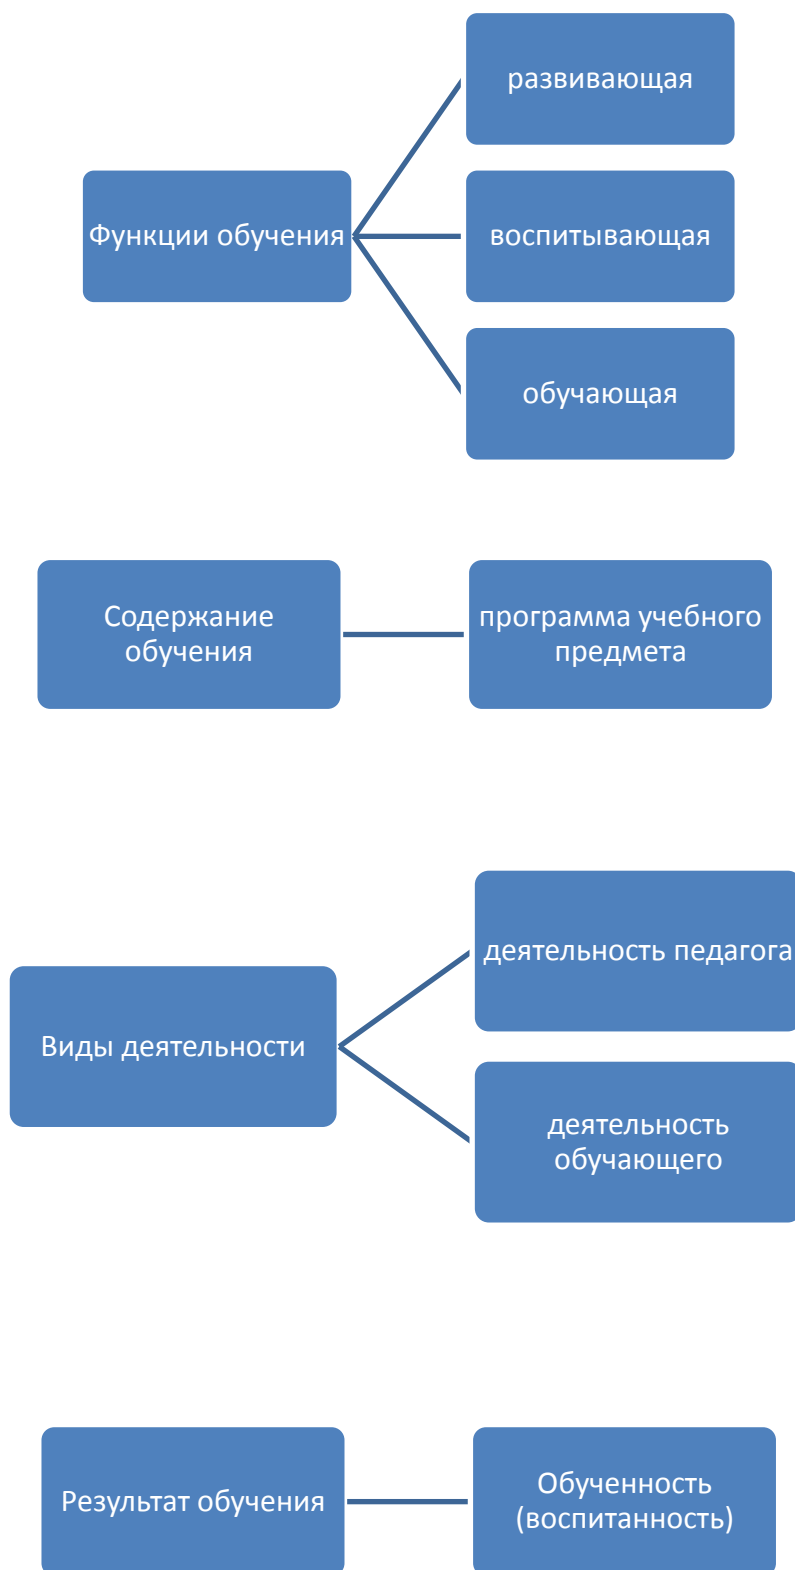 развивающая
Функции обучения
воспитывающая
обучающая
Содержание
обучения
программа учебного
предмета
деятельность педагога
Виды деятельности
деятельность
обучающего
Результат обучения
Обученность
(воспитанность)